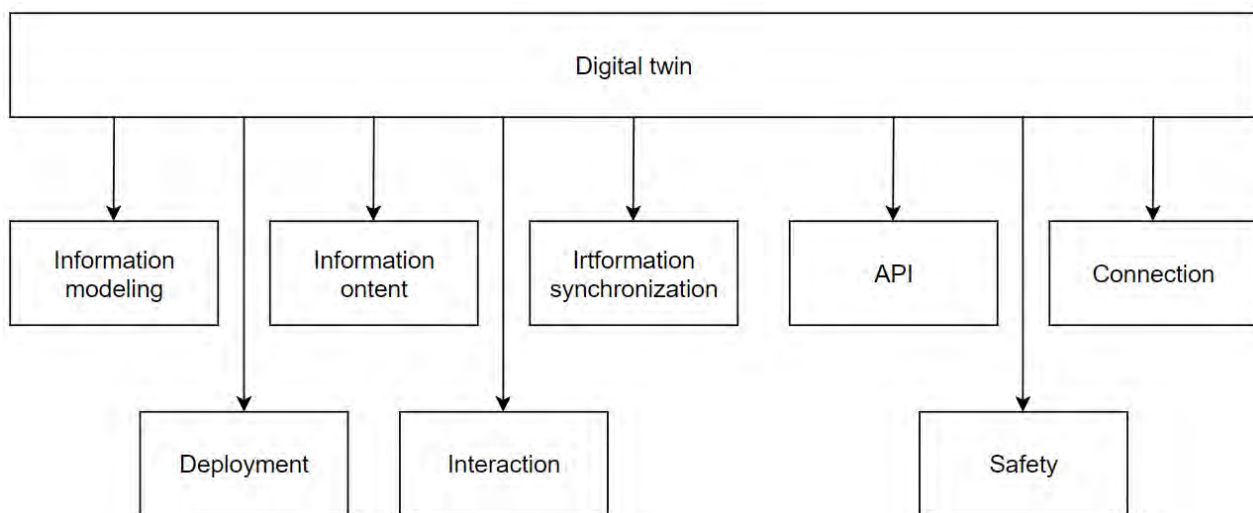 Digital twin
Information
modeling
Information
ontent
Irtformation
synchronization
API
Connection
Deployment
Interaction
Safety